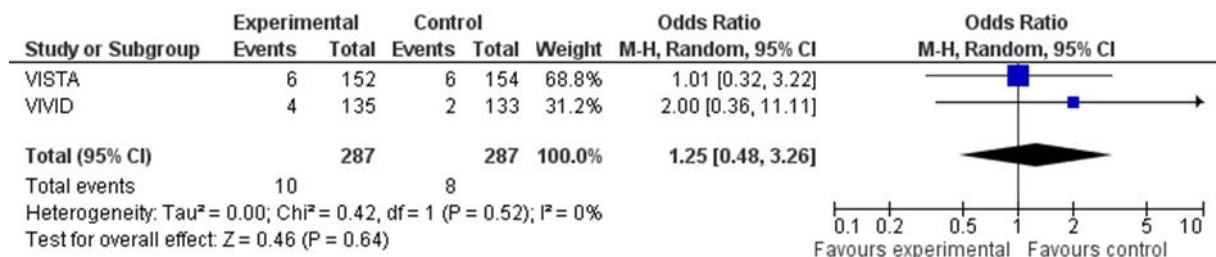 Experimental Control Odds Ratio Odds Ratio
Study or Subgroup Events Total Events Total Weight M-H, Random, 95% CI M-H, Random, 95% CI
VISTA 6 152 6 154 68.8% 1.01 [0.32, 3.22]
VIVID 4 135 2 133 31.2% 2.00 [0.36, 11.11]
Total (95% CI) 287 287 100.0% 1.25 [0.48, 3.26]
Total events 10 8
Heterogeneity: Tau² = 0.00; Chi² = 0.42, df = 1 (P = 0.52); I² = 0%
Test for overall effect: Z = 0.46 (P = 0.64)
0.1 0.2 0.5 1 2 5 10
Favours experimental Favours control